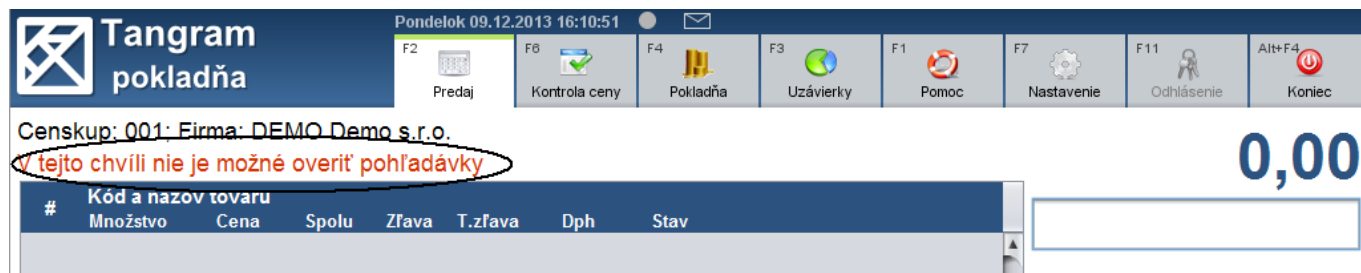 Tangram
pokladňa
Pondelok 09.12.2013 16:10:51
F2
Predaj
F6
Kontrola ceny
F4
Pokladňa
F3
Uzávierky
F1
Pomoc
F7
Nastavenie
F11
Odhlásenie
Alt+F4
Koniec
Censkup: 001; Firma: DEMO Demo s.r.o.
V tejto chvíli nie je možné overiť pohľadávky
0,00
# Kód a názov tovaru
Množstvo Cena Spolu Zľava T.zľava Dph Stav